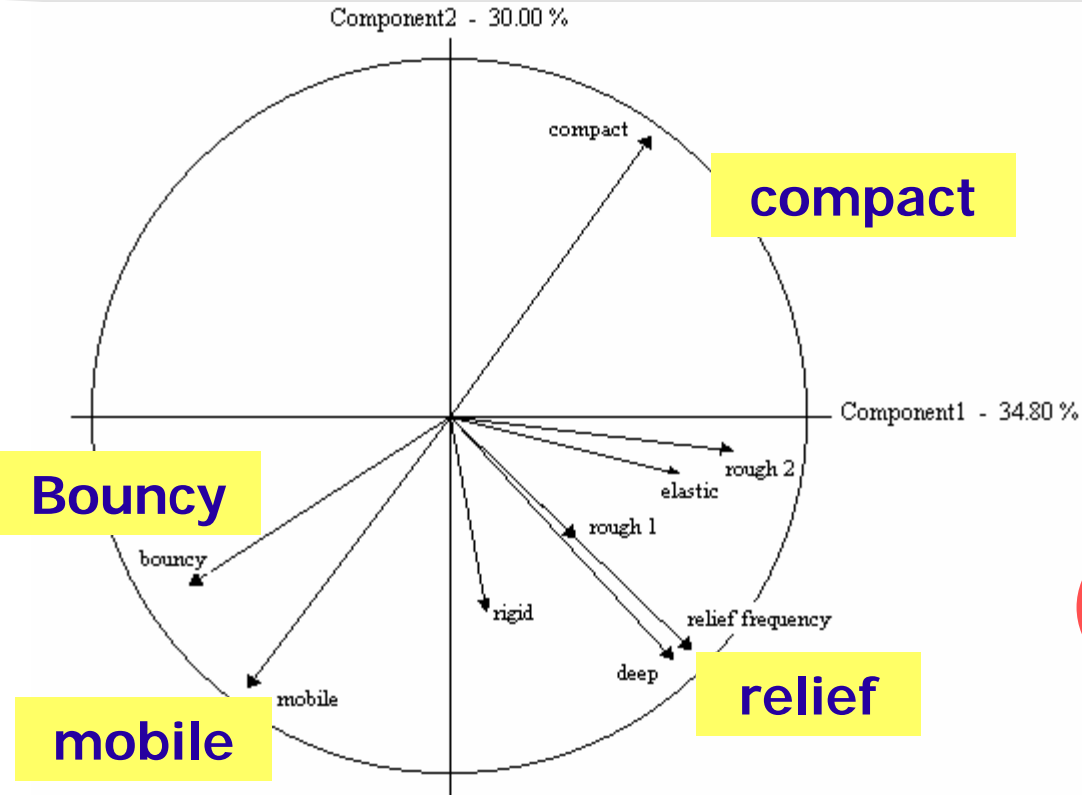 Component2 - 30.00 %
compact
compact
Component1 - 34.80 %
rough 2
elastic
Bouncy
rough 1
bouncy
rigid
relief frequency
deep
relief
mobile
mobile